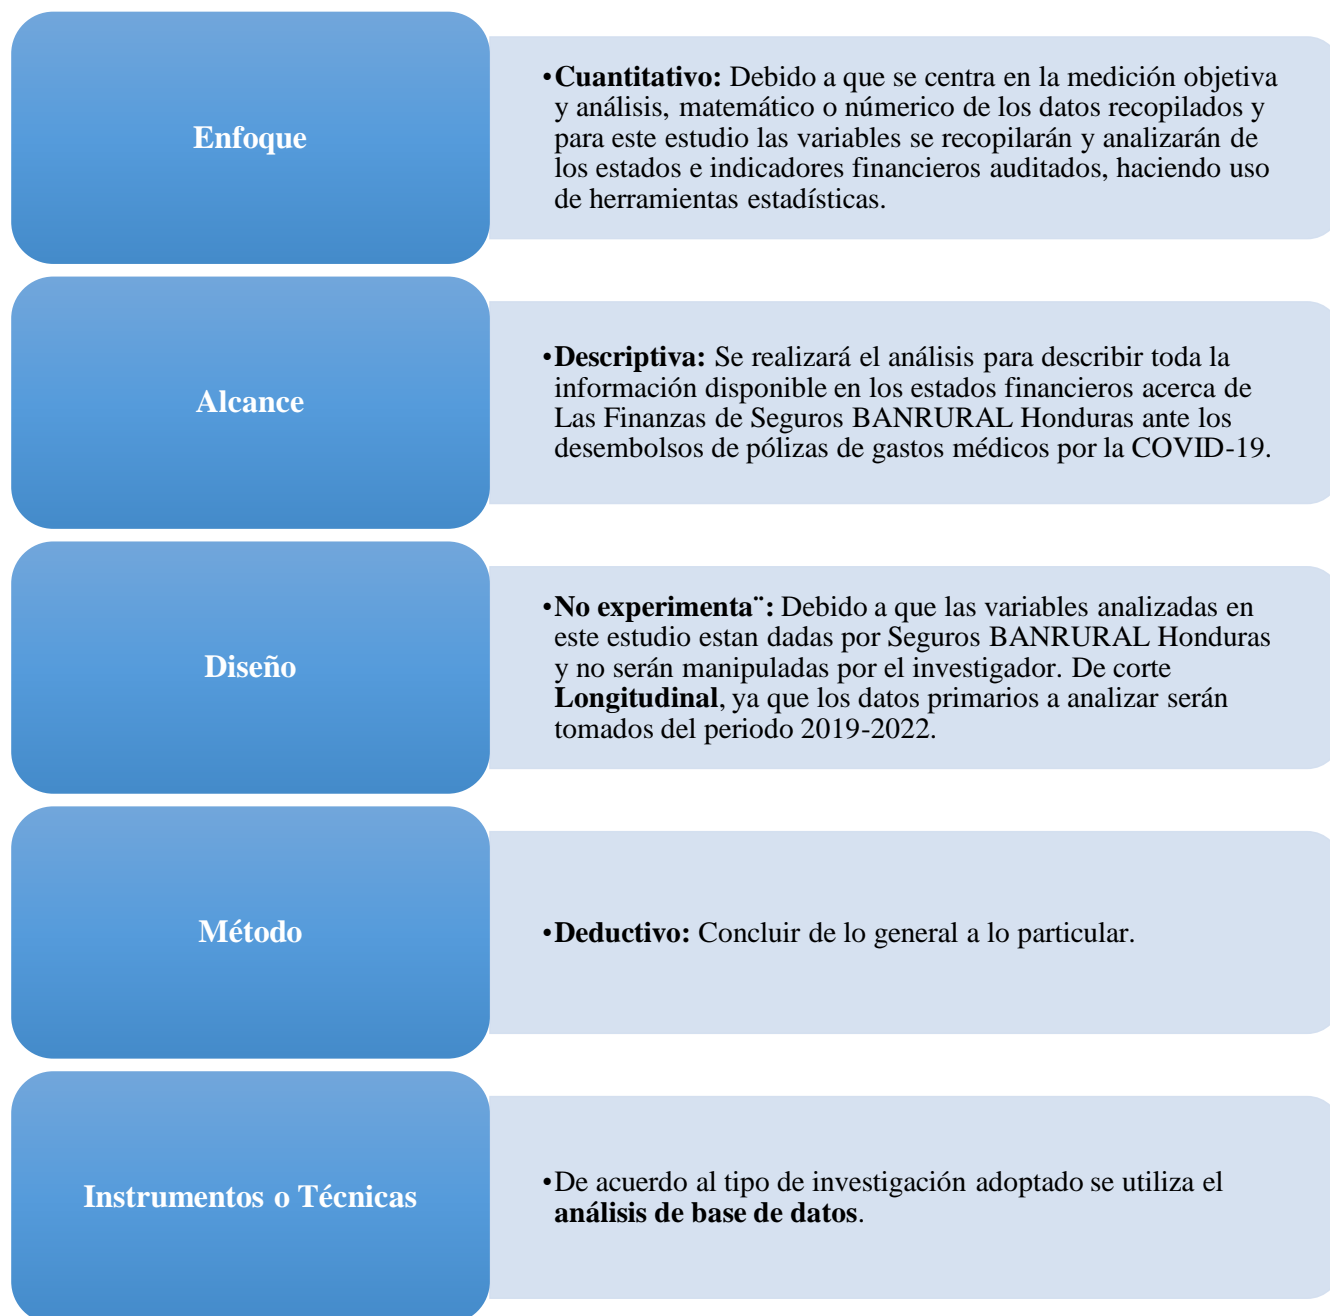 Enfoque
•Cuantitativo: Debido a que se centra en la medición objetiva
y análisis, matemático o númerico de los datos recopilados y
para este estudio las variables se recopilarán y analizarán de
los estados e indicadores financieros auditados, haciendo uso
de herramientas estadísticas.
Alcance
•Descriptiva: Se realizará el análisis para describir toda la
información disponible en los estados financieros acerca de
Las Finanzas de Seguros BANRURAL Honduras ante los
desembolsos de pólizas de gastos médicos por la COVID-19.
Diseño
•No experimenta¨: Debido a que las variables analizadas en
este estudio estan dadas por Seguros BANRURAL Honduras
y no serán manipuladas por el investigador. De corte
Longitudinal, ya que los datos primarios a analizar serán
tomados del periodo 2019-2022.
Método
•Deductivo: Concluir de lo general a lo particular.
Instrumentos o Técnicas
•De acuerdo al tipo de investigación adoptado se utiliza el
análisis de base de datos.